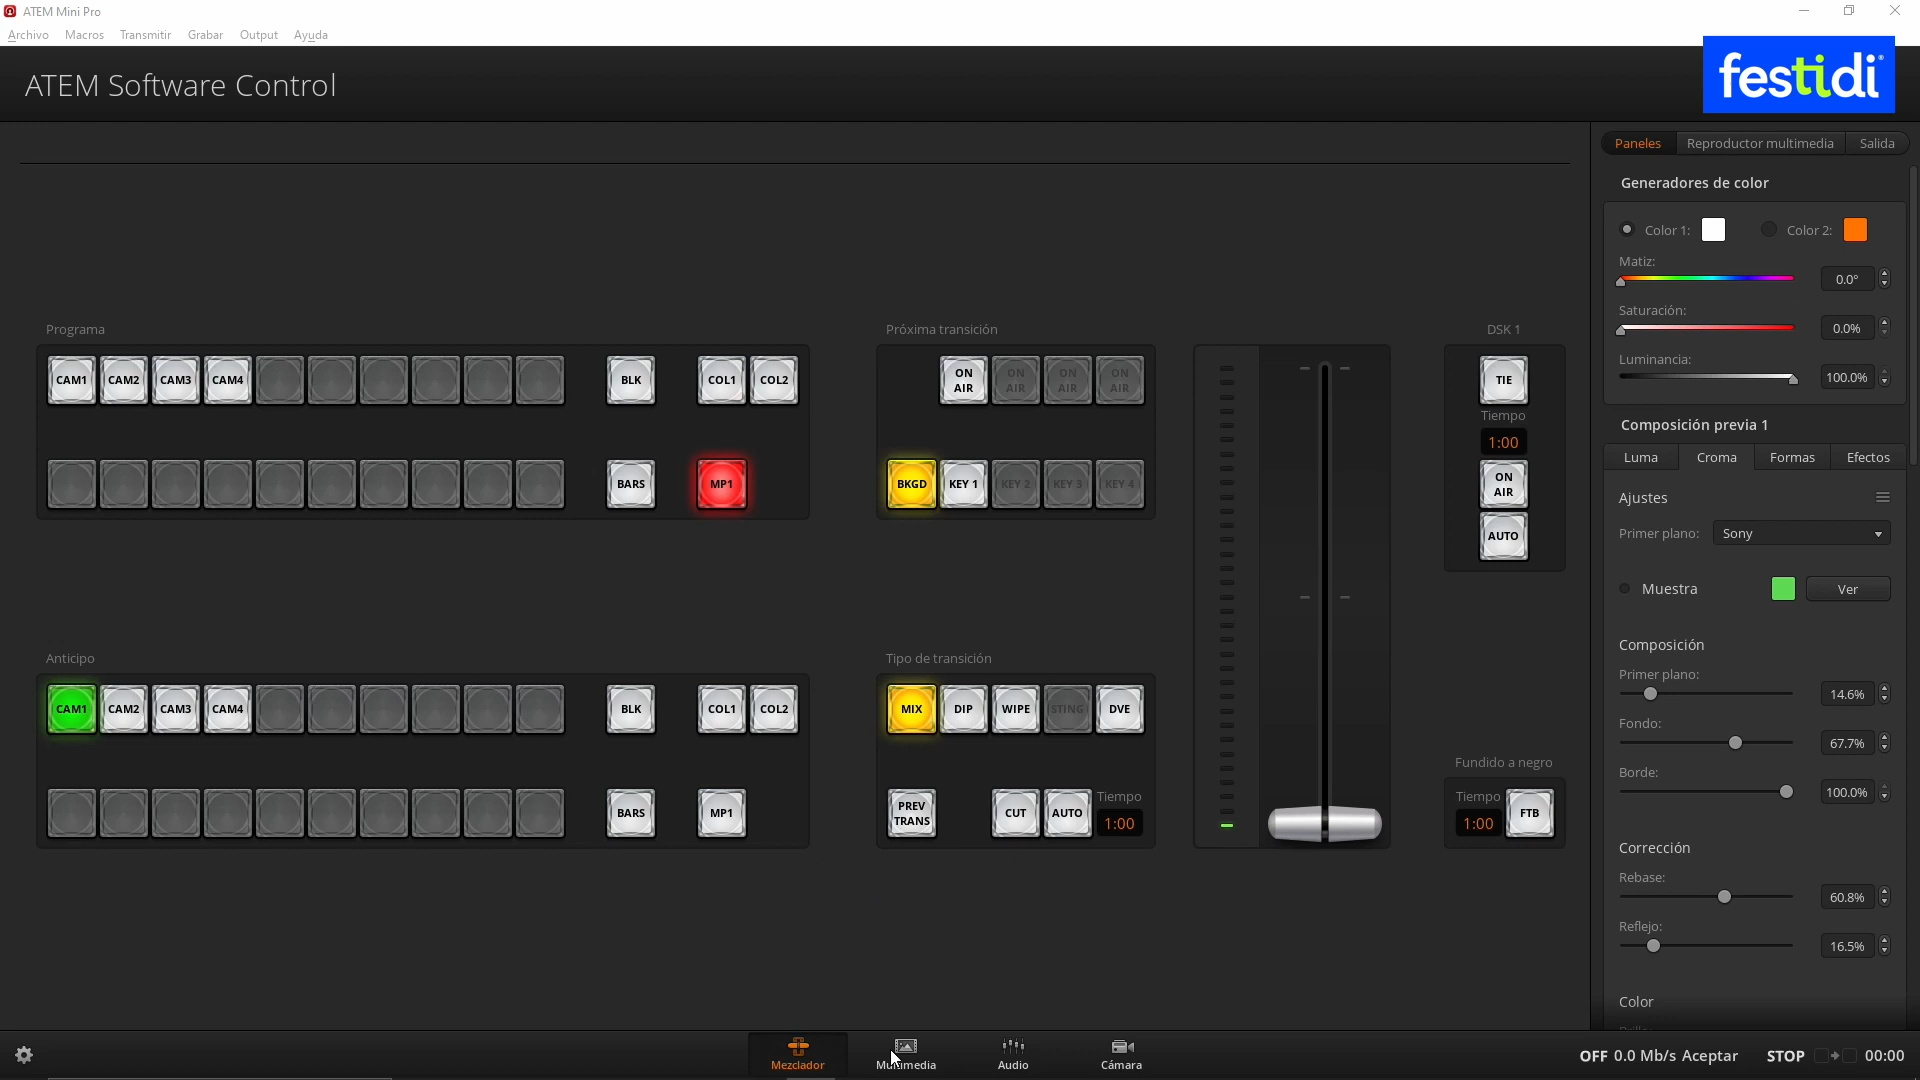 ATEM Mini Pro
Archivo Macros Transmitir Grabar Output Ayuda
ATEM Software Control
festidi
Paneles Reproductor multimedia Salida
Generadores de color
Color 1: Color 2:
Matiz:
0.0°
Saturación:
0.0%
Luminancia:
100.0%
Composición previa 1
Luma Croma Formas Efectos
Ajustes
Primer plano: Sony
Muestra Ver
Composición
Primer plano:
14.6%
Fondo:
67.7%
Borde:
100.0%
Corrección
Rebase:
60.8%
Reflejo:
16.5%
Color
Programa
CAM1 CAM2 CAM3 CAM4 BLK COL1 COL2
BARS MP1
Próxima transición
ON AIR ON AIR ON AIR ON AIR
BKGD KEY 1 KEY 2 KEY 3 KEY 4
DSK 1
TIE
Tiempo
1:00
ON AIR
AUTO
Anticipo
CAM1 CAM2 CAM3 CAM4 BLK COL1 COL2
BARS MP1
Tipo de transición
MIX DIP WIPE STING DVE
PREV TRANS CUT AUTO Tiempo 1:00
Fundido a negro
Tiempo 1:00 FTB
Mezclador Multimedia Audio Cámara
OFF 0.0 Mb/s Aceptar STOP 00:00